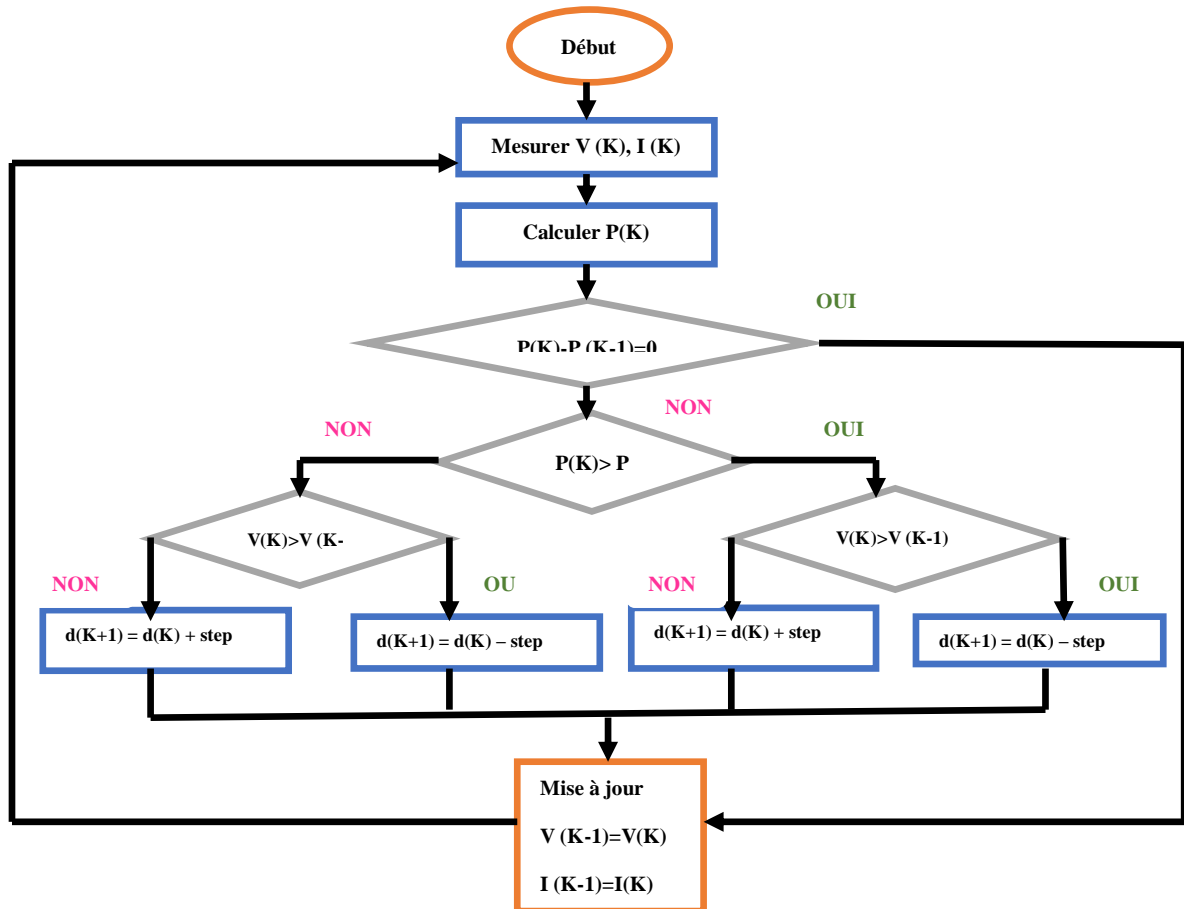 Début
Mesurer V (K), I (K)
Calculer P(K)
OUI
P(K)-P (K-1)=0
NON
NON
OUI
P(K)> P
V(K)>V (K-
V(K)>V (K-1)
NON
OU
NON
OUI
d(K+1) = d(K) + step
d(K+1) = d(K) – step
d(K+1) = d(K) + step
d(K+1) = d(K) – step
Mise à jour
V (K-1)=V(K)
I (K-1)=I(K)